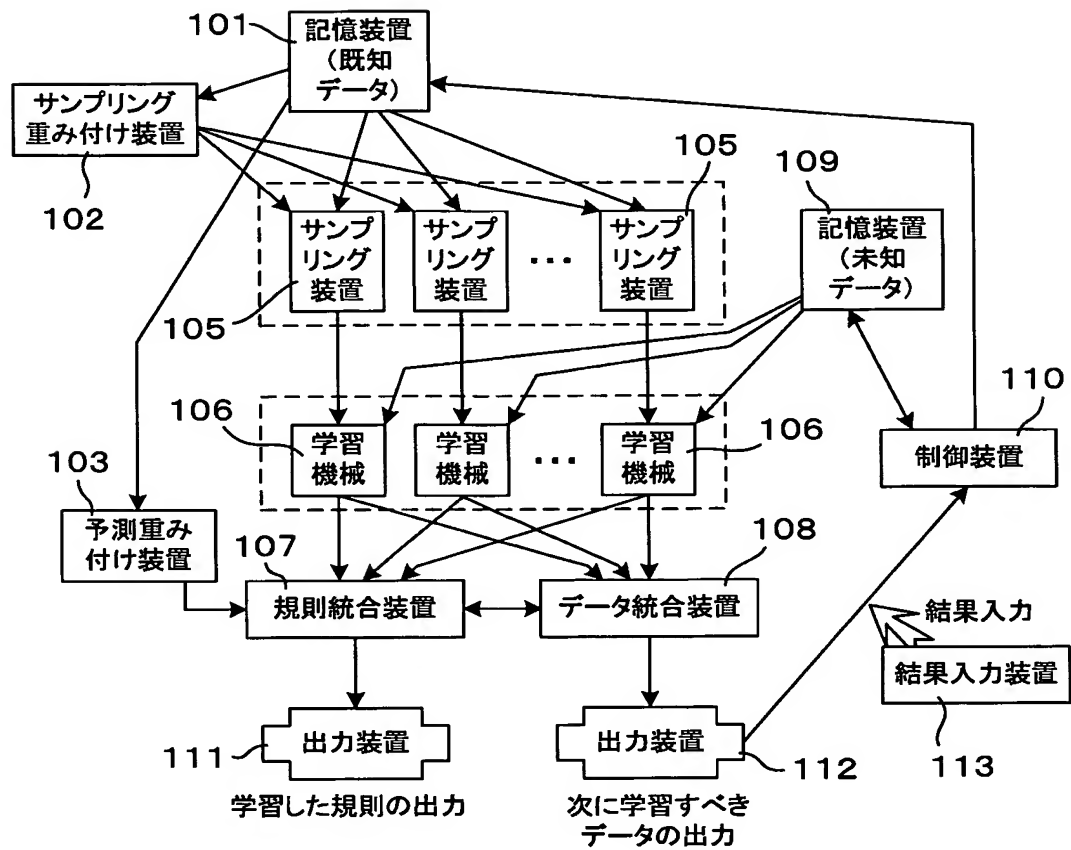 101
記憶装置
(既知
データ)
サンプリング
重み付け装置
102
105
109
記憶装置
(未知
データ)
サンプ
リング
装置
サンプ
リング
装置
...
サンプ
リング
装置
105
106
学習
機械
学習
機械
...
学習
機械
106
110
制御装置
103
予測重み
付け装置
107
規則統合装置
108
データ統合装置
結果入力
結果入力装置
113
111
出力装置
学習した規則の出力
出力装置
112
次に学習すべき
データの出力